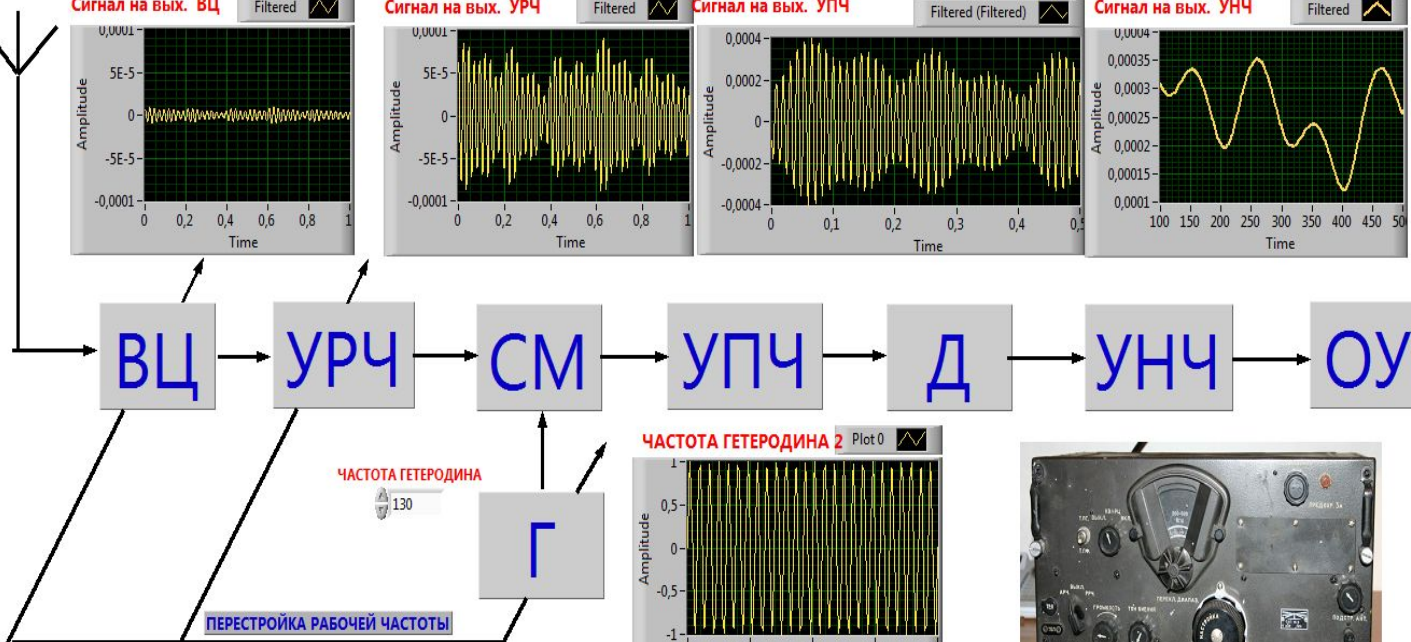 Сигнал на вых. ВЦ
Filtered
0,0001
5E-5
0
-5E-5
-0,0001
Amplitude
0 0,2 0,4 0,6 0,8 1
Time
Сигнал на вых. УРЧ
Filtered
0,0001
5E-5
0
-5E-5
-0,0001
Amplitude
0 0,2 0,4 0,6 0,8 1
Time
Сигнал на вых. УПЧ
Filtered (Filtered)
0,0004
0,0002
0
-0,0002
-0,0004
Amplitude
0 0,1 0,2 0,3 0,4 0,5
Time
Сигнал на вых. УНЧ
Filtered
0,0004
0,00035
0,0003
0,00025
0,0002
0,00015
0,0001
Amplitude
100 150 200 250 300 350 400 450 500
Time
ВЦ
УРЧ
СМ
УПЧ
Д
УНЧ
ОУ
ЧАСТОТА ГЕТЕРОДИНА
130
Г
ЧАСТОТА ГЕТЕРОДИНА 2
Plot 0
1
0,5
0
-0,5
-1
Amplitude
ПЕРЕСТРОЙКА РАБОЧЕЙ ЧАСТОТЫ
ВЫКЛ.
ГРОМКОСТЬ
НАСТРОЙКА